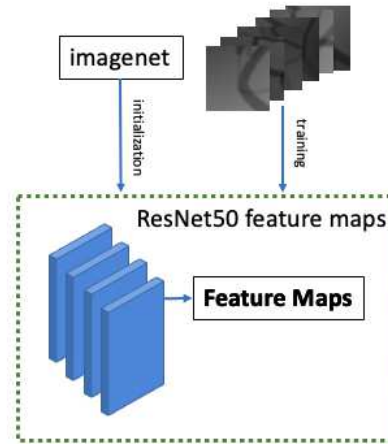 imagenet
initialization
training
ResNet50 feature maps
Feature Maps